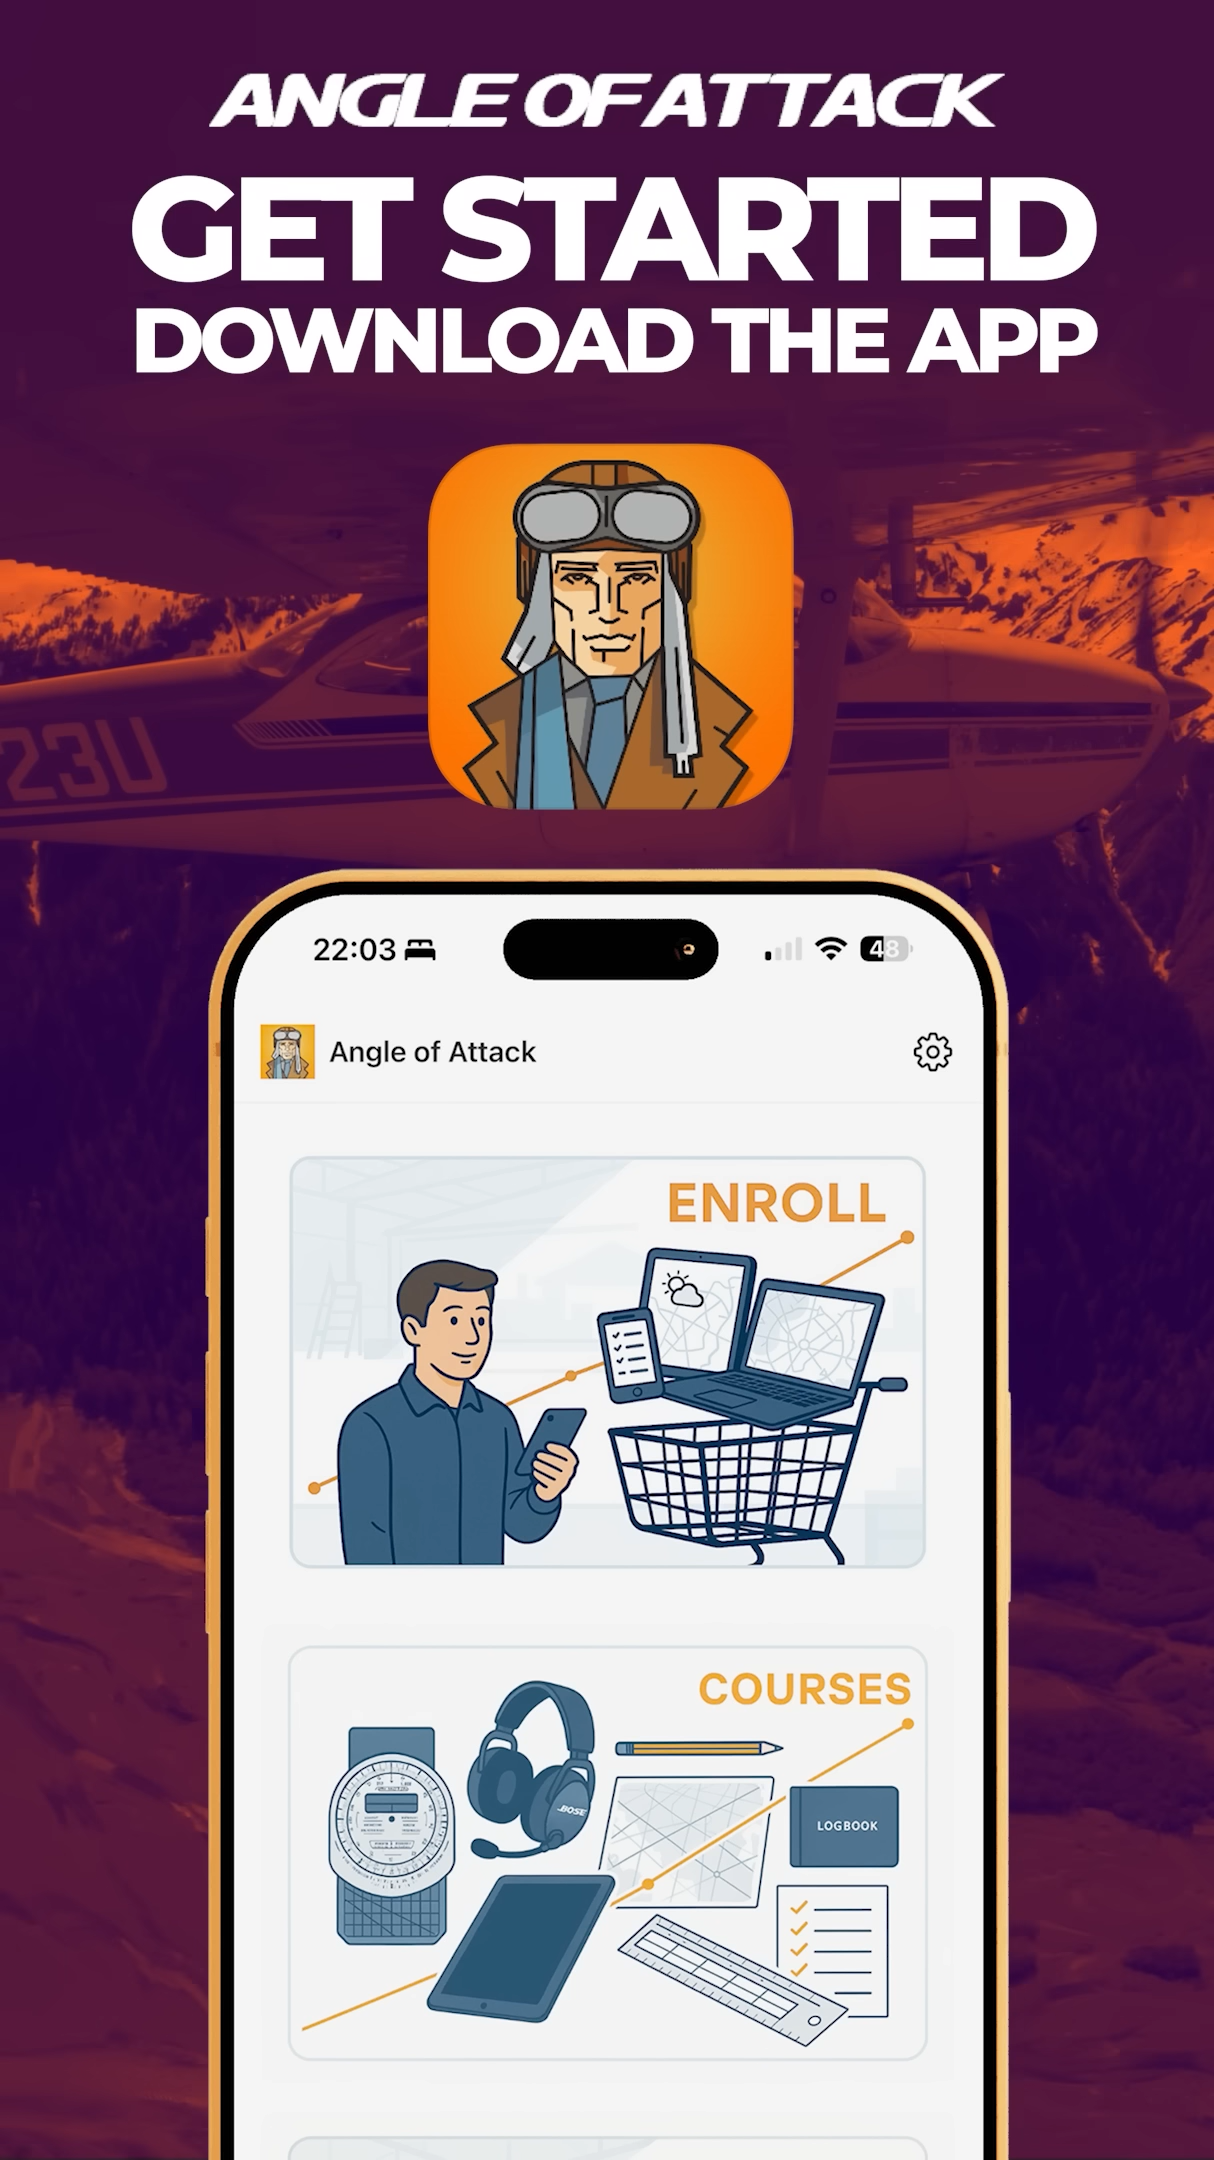 ANGLE OF ATTACK
GET STARTED
DOWNLOAD THE APP
23U
22:03
48
Angle of Attack
ENROLL
COURSES
BOSE
LOGBOOK